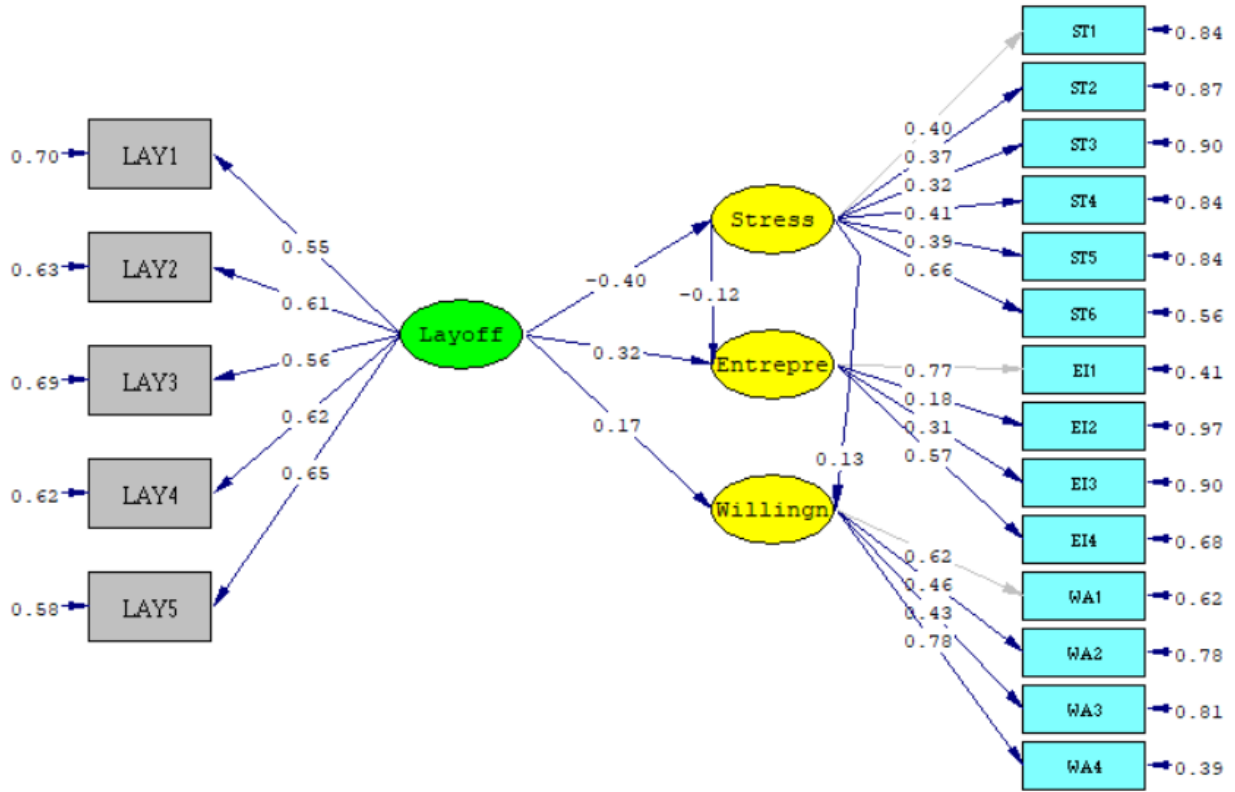 0.70
LAY1
0.63
LAY2
0.69
LAY3
0.62
LAY4
0.58
LAY5
0.55
0.61
0.56
0.62
0.65
Layoff
-0.40
0.32
0.17
Stress
-0.12
Entrepre
0.13
Willingn
0.40
0.37
0.32
0.41
0.39
0.66
0.77
0.18
0.31
0.57
0.62
0.46
0.43
0.78
ST1
0.84
ST2
0.87
ST3
0.90
ST4
0.84
ST5
0.84
ST6
0.56
EI1
0.41
EI2
0.97
EI3
0.90
EI4
0.68
WA1
0.62
WA2
0.78
WA3
0.81
WA4
0.39